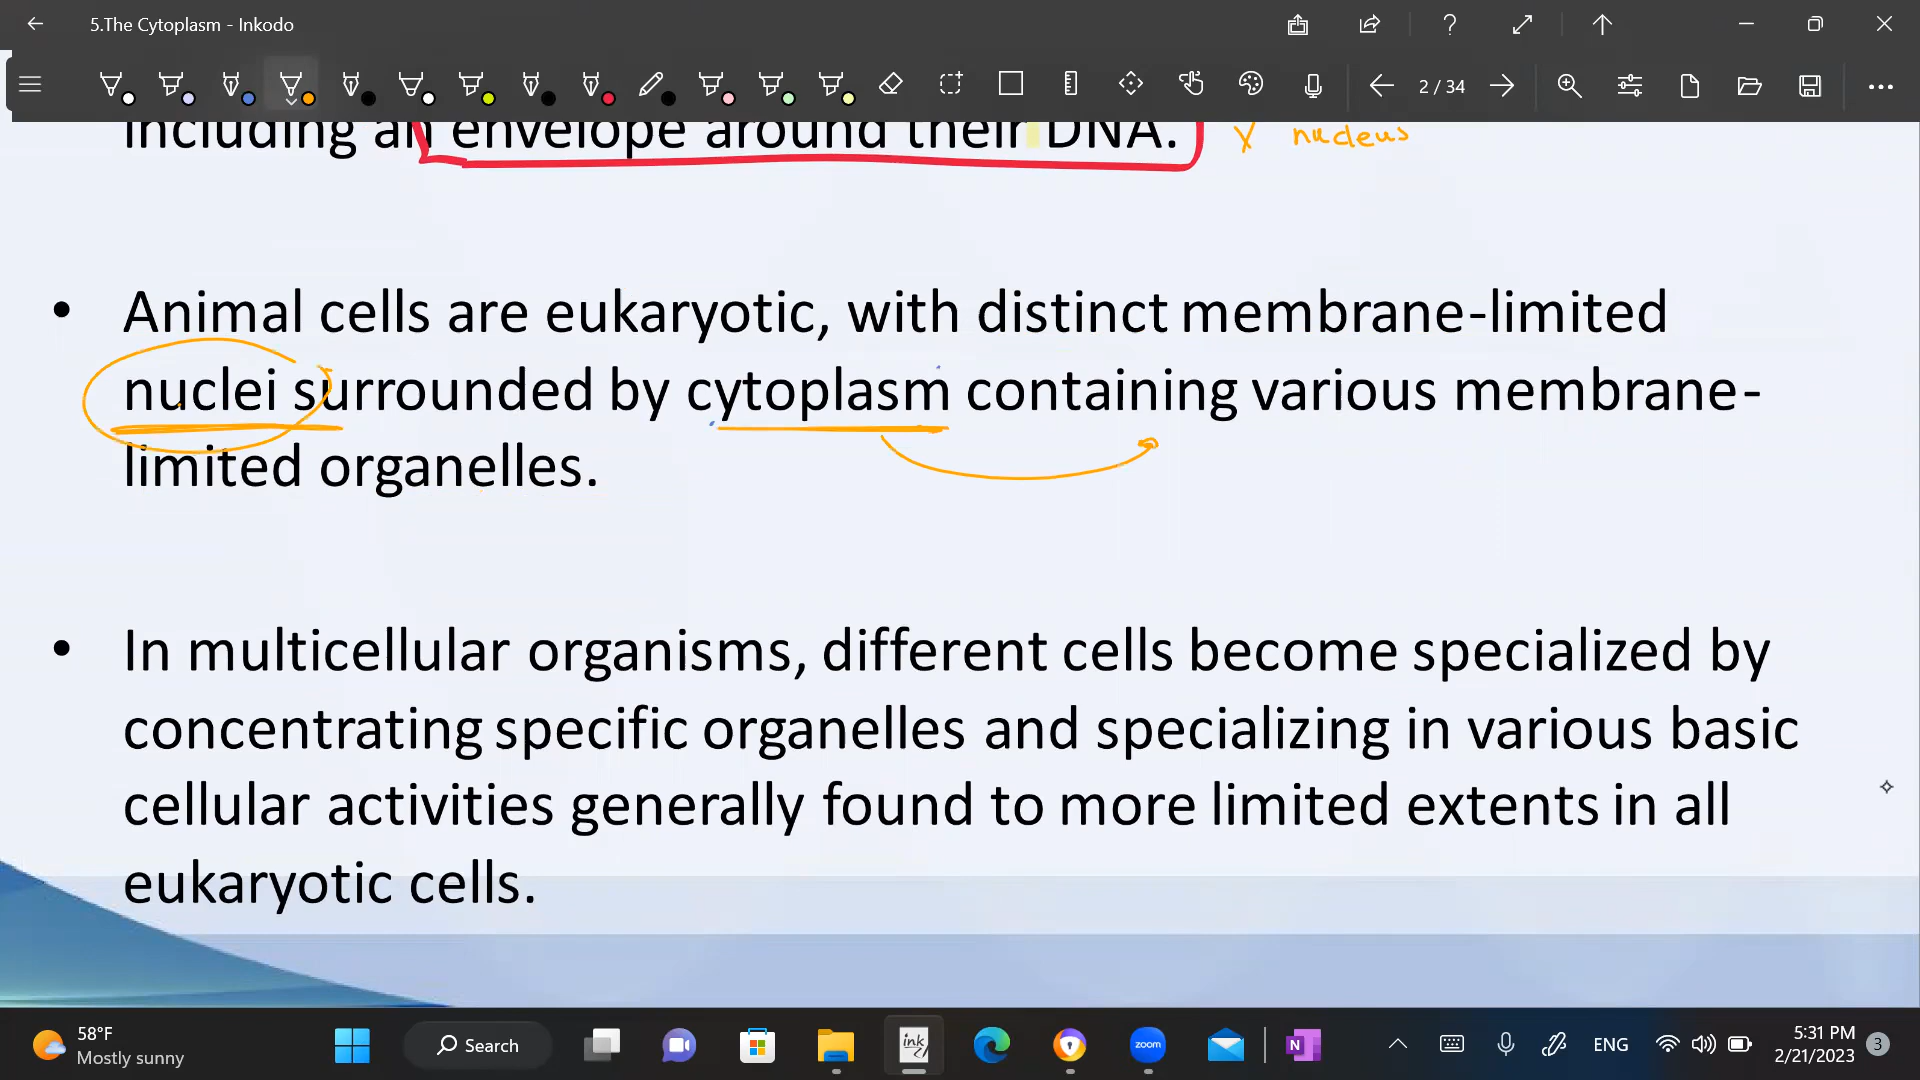 5.The Cytoplasm - Inkodo
2 / 34
including an envelope around their DNA. X nucleus
• Animal cells are eukaryotic, with distinct membrane-limited
nuclei surrounded by cytoplasm containing various membrane-
limited organelles.
• In multicellular organisms, different cells become specialized by
concentrating specific organelles and specializing in various basic
cellular activities generally found to more limited extents in all
eukaryotic cells.
58°F
Mostly sunny
Search
ink
zoom
N
ENG
5:31 PM
2/21/2023
3